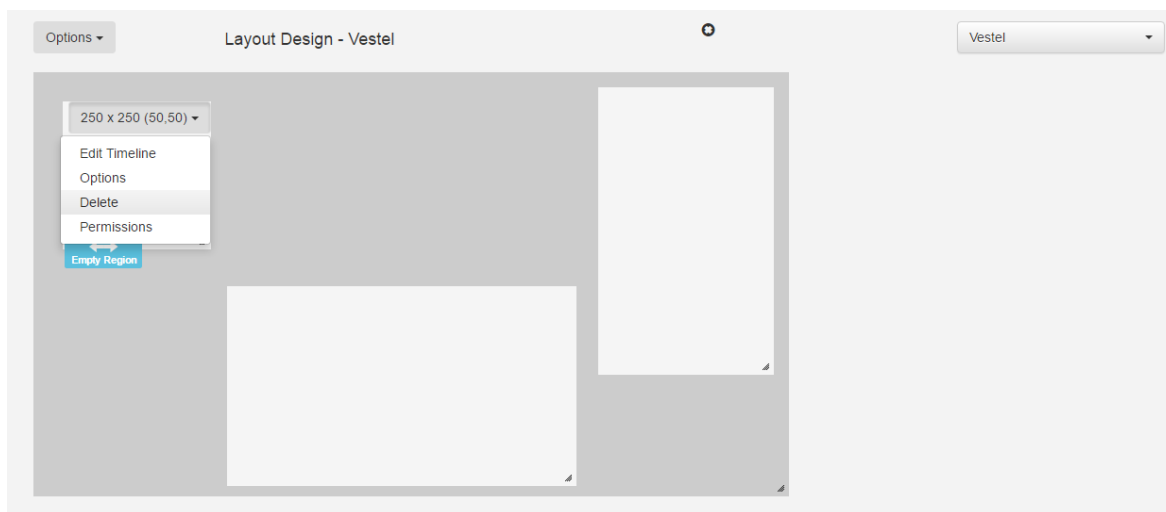 Options
Layout Design - Vestel
Vestel
250 x 250 (50,50)
Edit Timeline
Options
Delete
Permissions
Empty Region